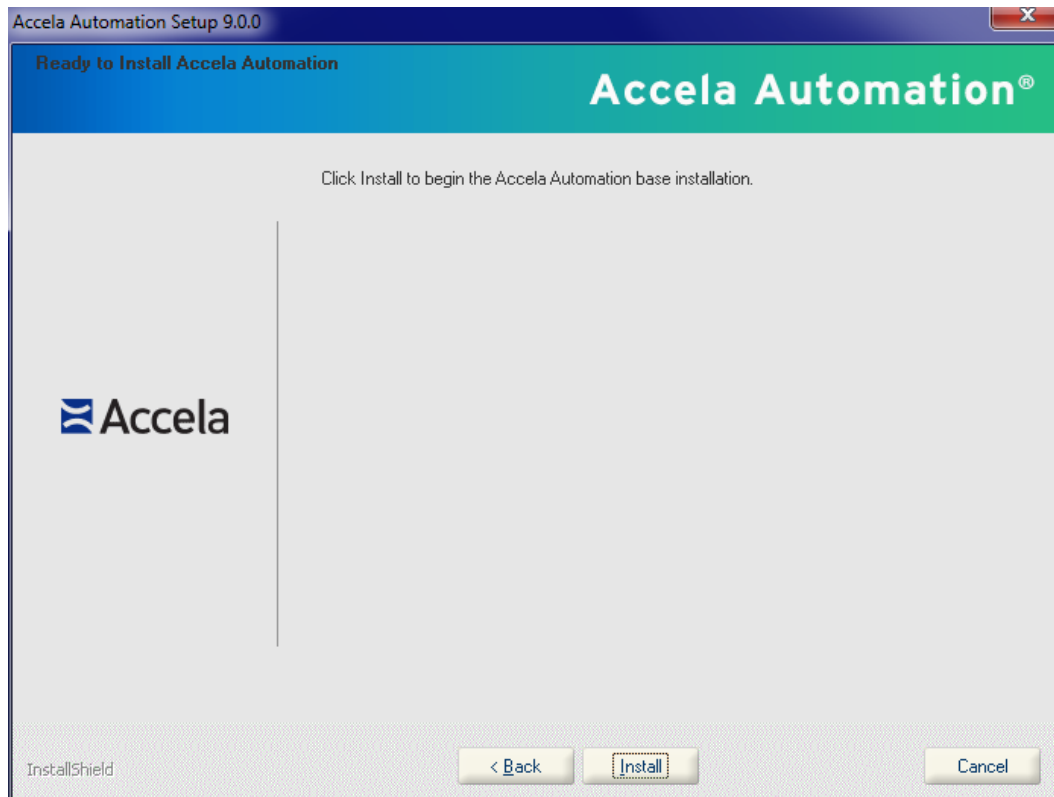 Accela Automation Setup 9.0.0
X
Ready to Install Accela Automation
Accela Automation®
Click Install to begin the Accela Automation base installation.
Accela
InstallShield
< Back
Install
Cancel